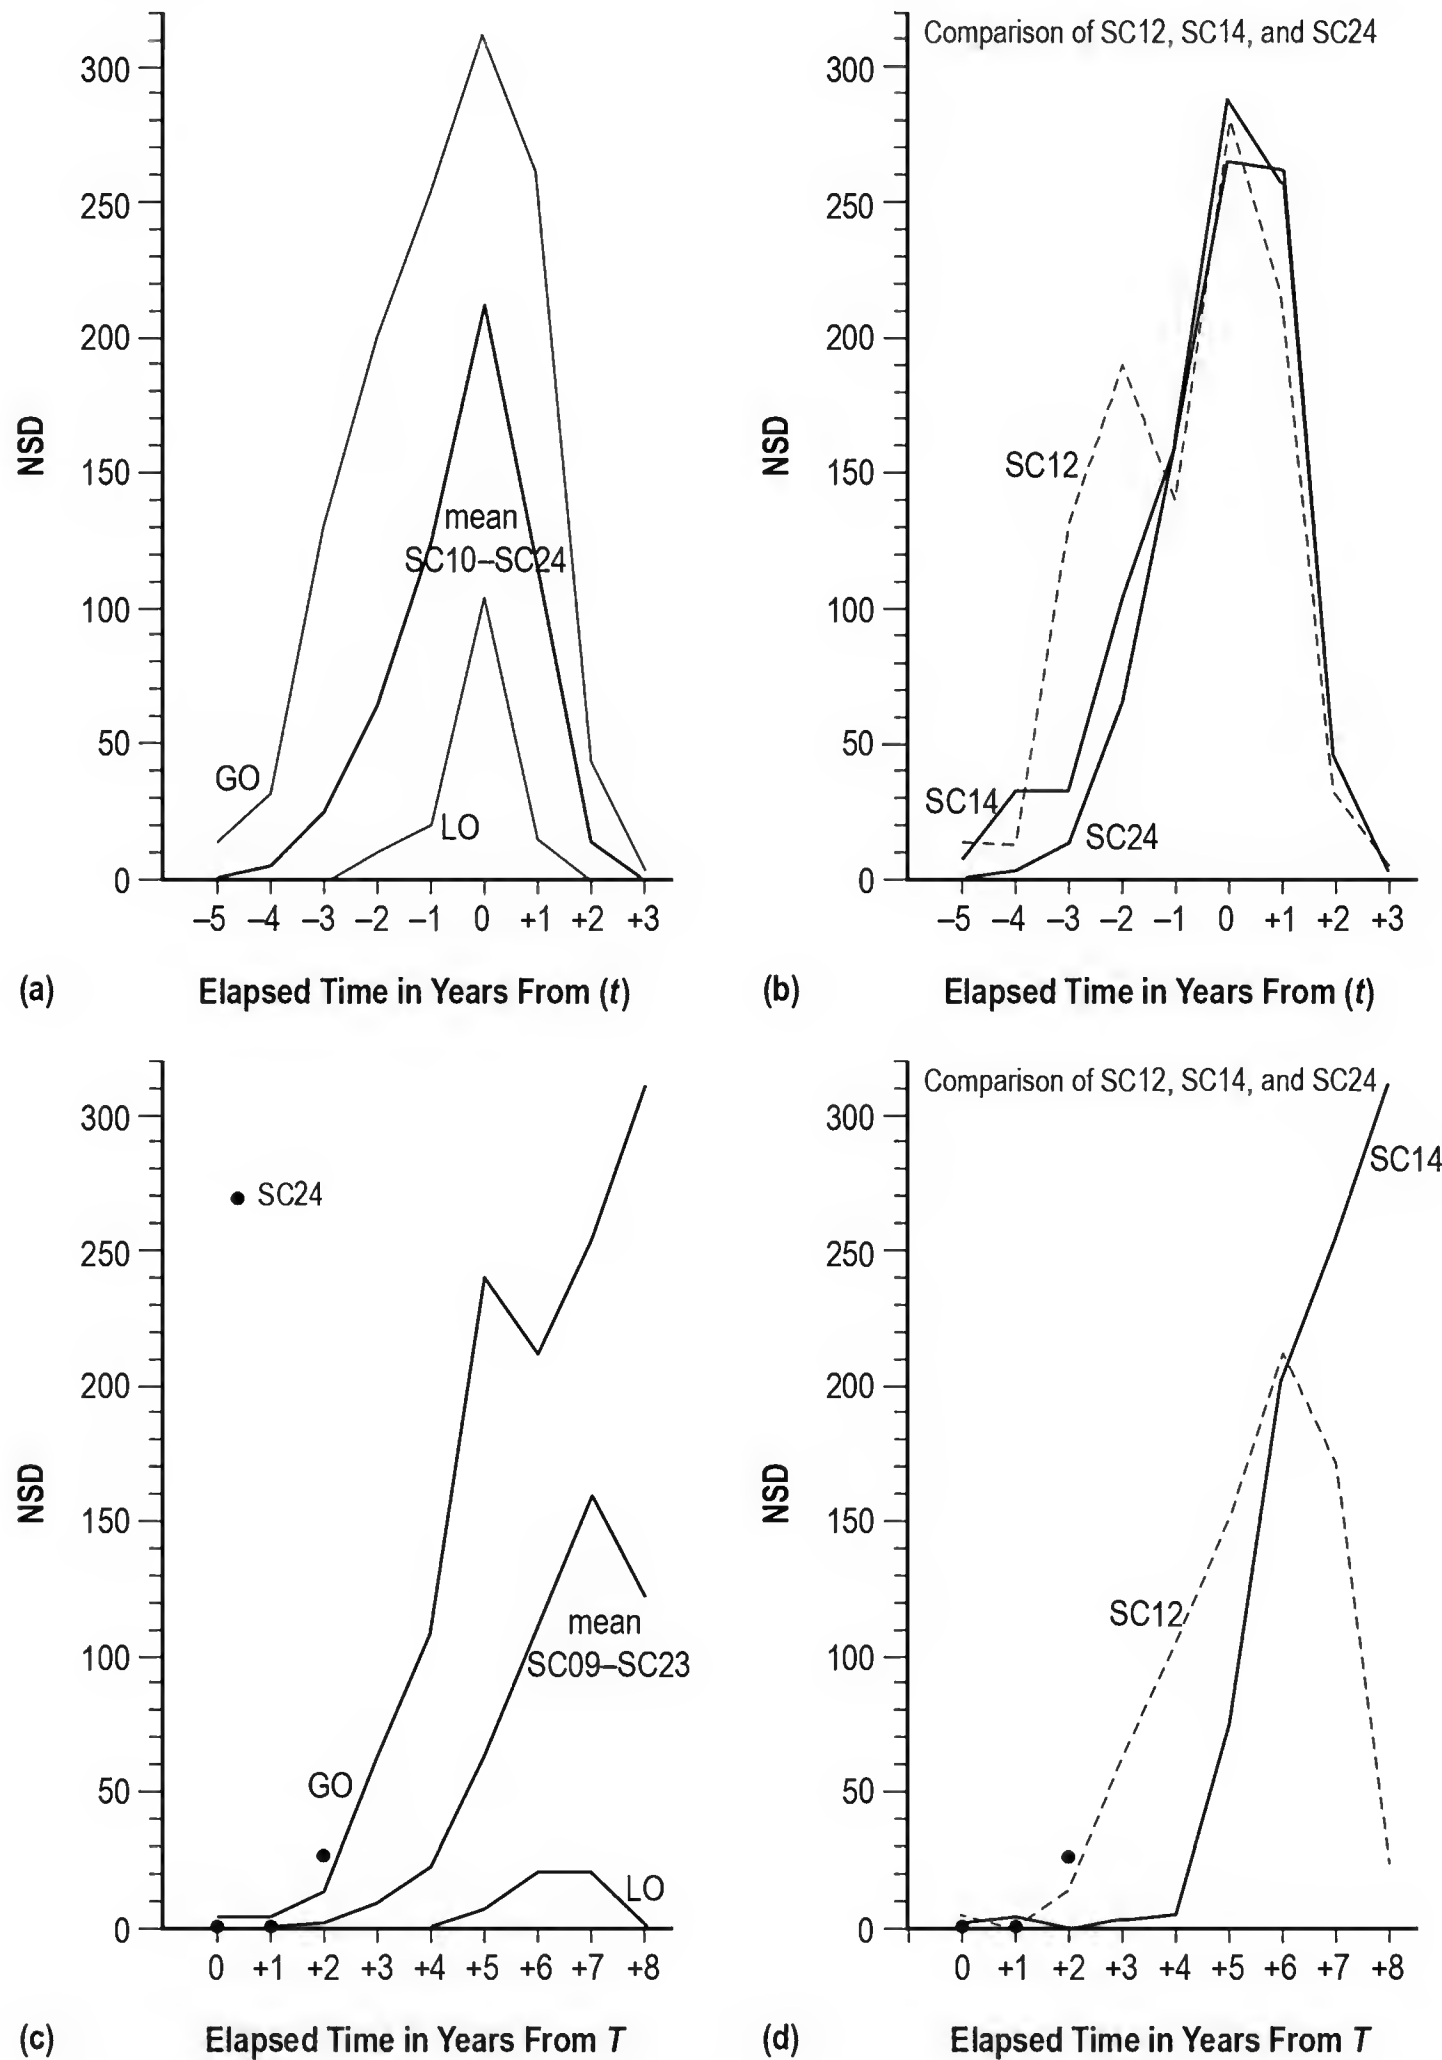 300
250
200
150
100
50
0
NSD
GO
mean
SC10–SC24
LO
–5 –4 –3 –2 –1 0 +1 +2 +3
(a) Elapsed Time in Years From (t)
Comparison of SC12, SC14, and SC24
300
250
200
150
100
50
0
NSD
SC12
SC14
SC24
–5 –4 –3 –2 –1 0 +1 +2 +3
(b) Elapsed Time in Years From (t)
300
250
200
150
100
50
0
NSD
SC24
GO
mean
SC09–SC23
LO
0 +1 +2 +3 +4 +5 +6 +7 +8
(c) Elapsed Time in Years From T
Comparison of SC12, SC14, and SC24
300
250
200
150
100
50
0
NSD
SC14
SC12
0 +1 +2 +3 +4 +5 +6 +7 +8
(d) Elapsed Time in Years From T